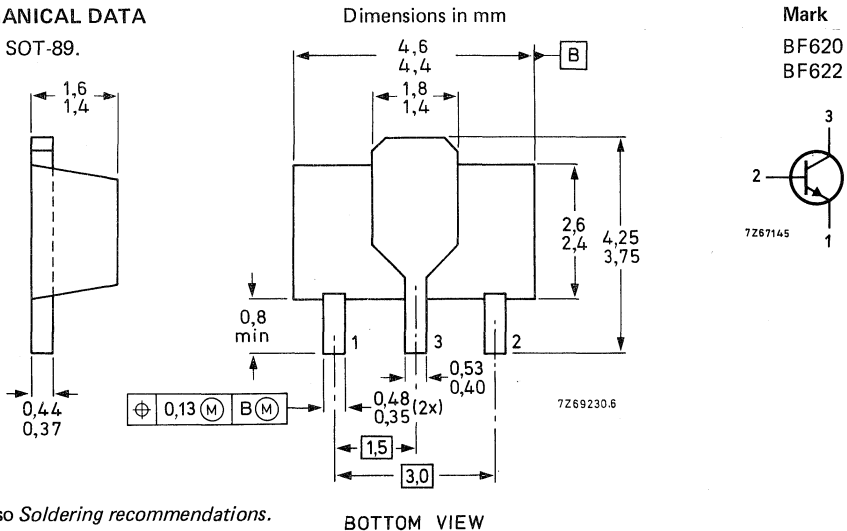 ANICAL DATA
Dimensions in mm
Mark
SOT-89.
BF620
BF622
4,6
4,4
B
1,6
1,4
1,8
1,4
3
2
1
7Z67145
2,6
2,4
4,25
3,75
0,8
min
1
3
2
0,53
0,40
0,44
0,37
0,13 M
B M
0,48
0,35 (2x)
7Z69230.6
1,5
3,0
so Soldering recommendations.
BOTTOM VIEW